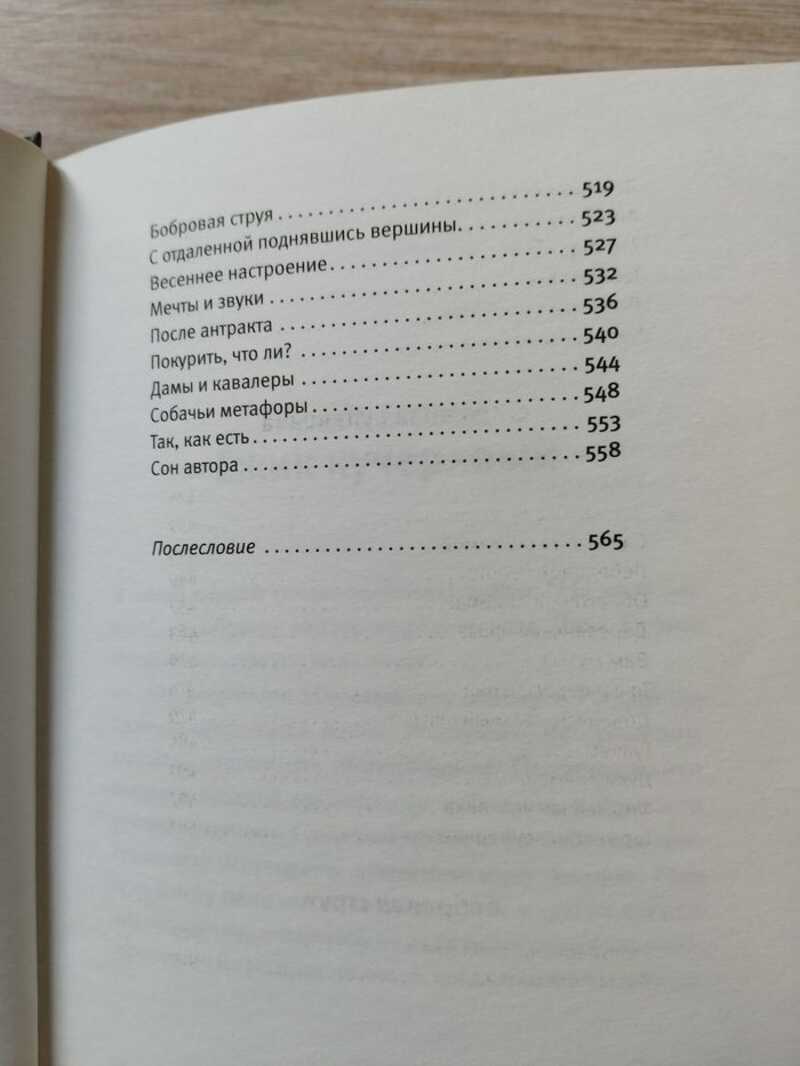 Бобровая струя . . . . . . . . . . . . . . . . . . . . . . . . . . . . . . 519
С отдаленной поднявшись вершины. . . . . . . . . . . . 523
Весеннее настроение. . . . . . . . . . . . . . . . . . . . . . . . . 527
Мечты и звуки . . . . . . . . . . . . . . . . . . . . . . . . . . . . . . 532
После антракта . . . . . . . . . . . . . . . . . . . . . . . . . . . . . 536
Покурить, что ли? . . . . . . . . . . . . . . . . . . . . . . . . . . . 540
Дамы и кавалеры . . . . . . . . . . . . . . . . . . . . . . . . . . . 544
Собачьи метафоры . . . . . . . . . . . . . . . . . . . . . . . . . . 548
Так, как есть . . . . . . . . . . . . . . . . . . . . . . . . . . . . . . . 553
Сон автора . . . . . . . . . . . . . . . . . . . . . . . . . . . . . . . . 558
Послесловие . . . . . . . . . . . . . . . . . . . . . . . . . . . . . . 565